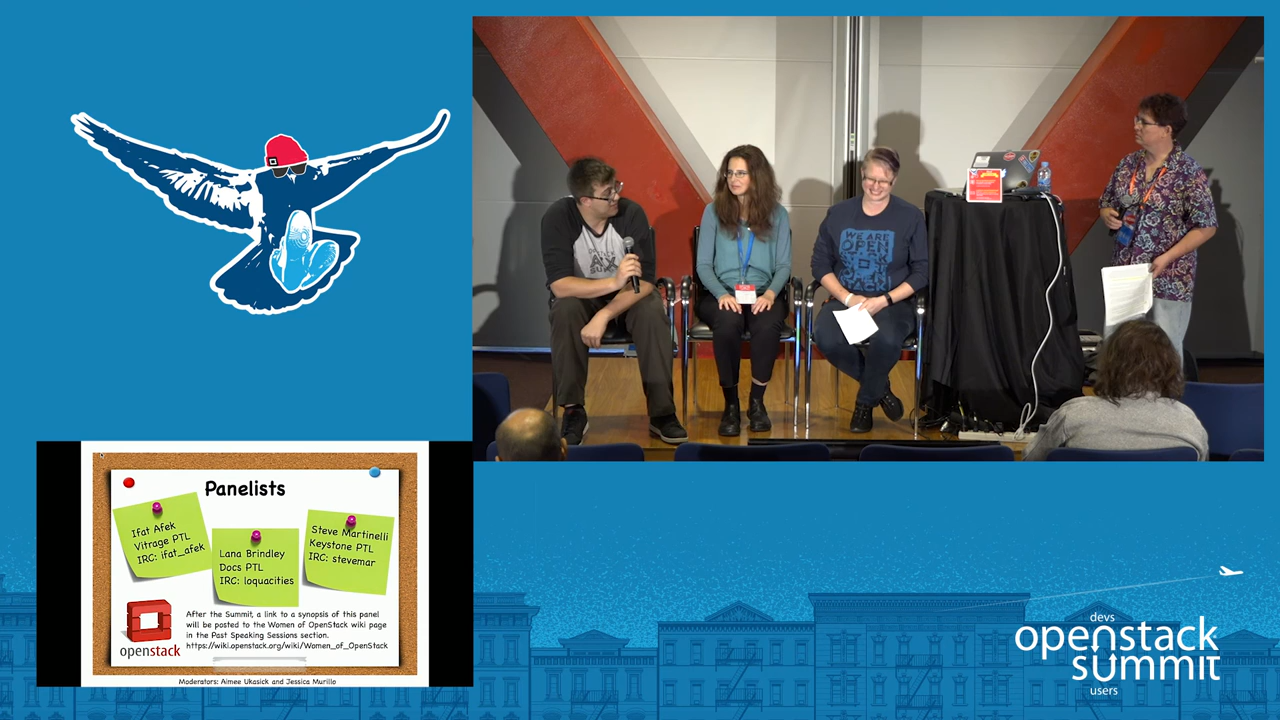 WE ARE
OPEN
STACK
Panelists
Ifat Afek
Vitrage PTL
IRC: ifat_afek
Lana Brindley
Docs PTL
IRC: loquacities
Steve Martinelli
Keystone PTL
IRC: stevemar
After the Summit, a link to a synopsis of this panel
will be posted to the Women of OpenStack wiki page
in the Past Speaking Sessions section.
https://wiki.openstack.org/wiki/Women_of_OpenStack
openstack
Moderators: Aimee Ukasick and Jessica Murillo
devs
openstack
summit
users